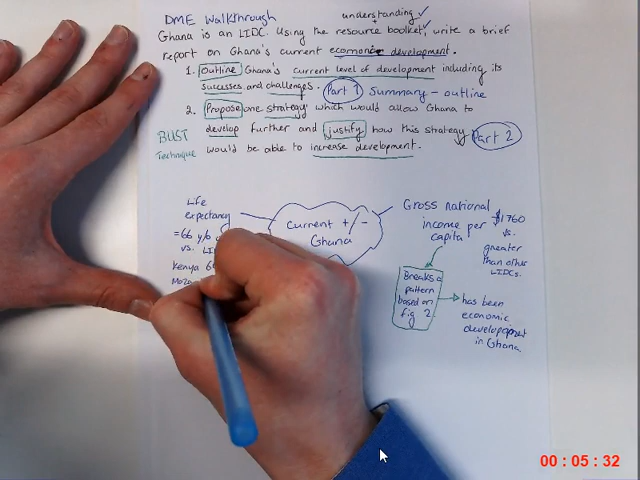 DME Walkthrough
understanding ✓
Ghana is an LIDC. Using the resource booklet, write a brief
report on Ghana's current economic development.
1. Outline Ghana's current level of development including its
successes and challenges. Part 1 Summary - outline
2. Propose one strategy which would allow Ghana to
develop further and justify how this strategy Part 2
would be able to increase development.
BUST
Technique
Life
expectancy
= 66 y/o
vs.
Kenya
Current +/-
Ghana
Gross national
income per
capita
$1760
vs.
greater
than other
LIDCs.
Breaks a
pattern
based on
fig 2.
has been
economic
development
in Ghana
00 : 05 : 32